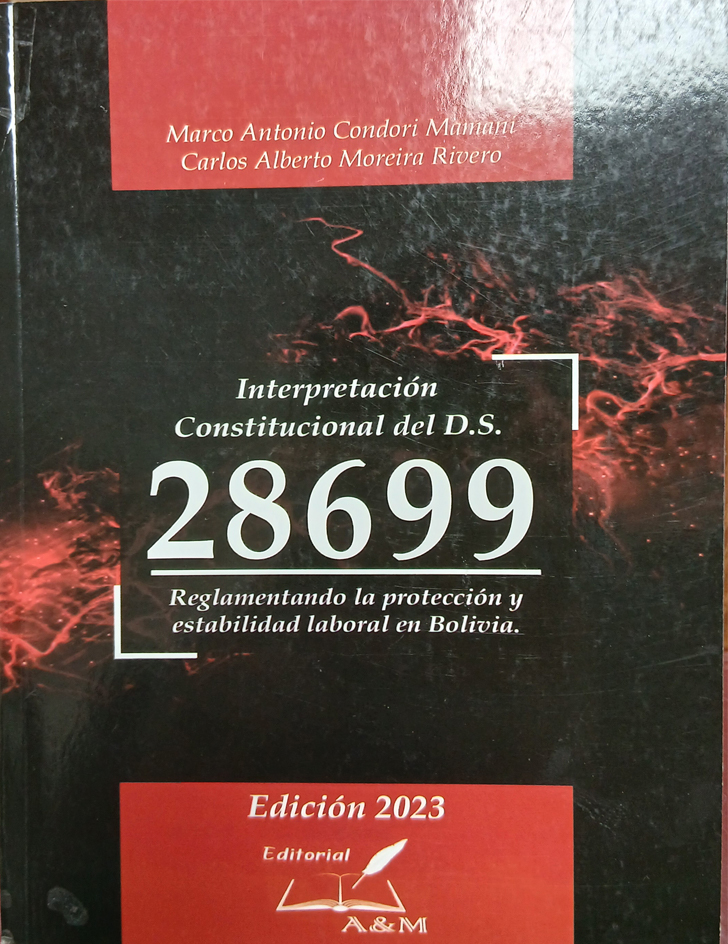 Marco Antonio Condori Mamani
Carlos Alberto Moreira Rivero
Interpretación
Constitucional del D.S.
28699
Reglamentando la protección y
estabilidad laboral en Bolivia.
Edición 2023
Editorial
A&M